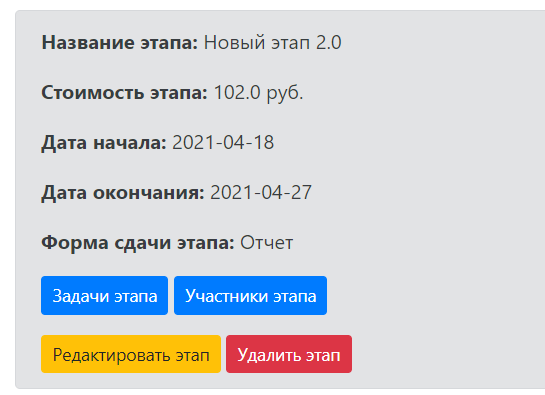 Название этапа: Новый этап 2.0
Стоимость этапа: 102.0 руб.
Дата начала: 2021-04-18
Дата окончания: 2021-04-27
Форма сдачи этапа: Отчет
Задачи этапа Участники этапа
Редактировать этап Удалить этап